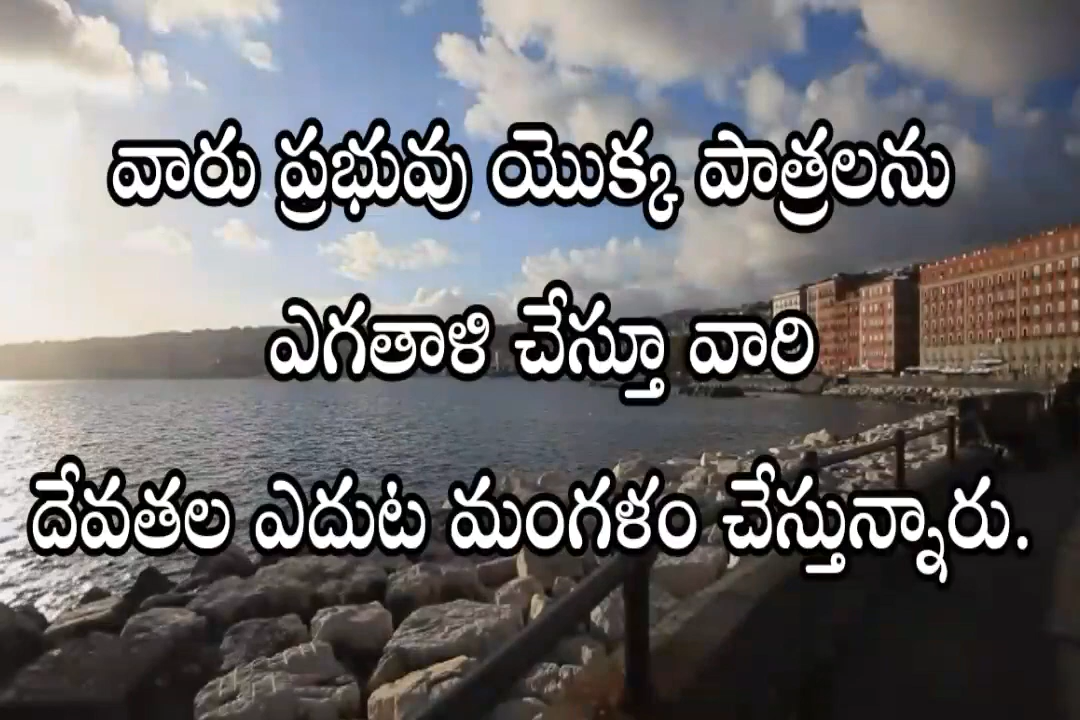 వారు ప్రభువు యొక్క పాత్రలను
ఎగతాళి చేస్తూ వారి
దేవతల ఎదుట మంగళం చేస్తున్నారు.